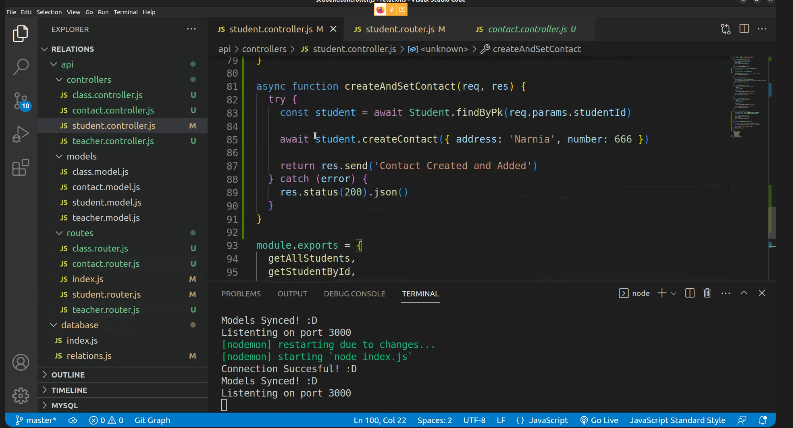 File Edit Selection View Go Run Terminal Help
EXPLORER
RELATIONS
api
controllers
JS class.controller.js U
JS contact.controller.js U
JS student.controller.js M
JS teacher.controller.js U
models
JS class.model.js
JS contact.model.js
JS student.model.js
JS teacher.model.js
routes
JS class.router.js U
JS contact.router.js U
JS index.js M
JS student.router.js M
JS teacher.router.js U
database
JS index.js
JS relations.js M
OUTLINE
TIMELINE
MYSQL
10
JS student.controller.js M
JS student.router.js M
JS contact.controller.js U
api > controllers > JS student.controller.js > <unknown> > createAndSetContact
79 }
80
81 async function createAndSetContact(req, res) {
82 try {
83 const student = await Student.findByPk(req.params.studentId)
84
85 await student.createContact({ address: 'Narnia', number: 666 })
86
87 return res.send('Contact Created and Added')
88 } catch (error) {
89 res.status(200).json()
90 }
91 }
92
93 module.exports = {
94 getAllStudents,
95 getStudentById,
PROBLEMS OUTPUT DEBUG CONSOLE TERMINAL
node
Models Synced! :D
Listenting on port 3000
[nodemon] restarting due to changes...
[nodemon] starting `node index.js`
Connection Succesful! :D
Models Synced! :D
Listenting on port 3000
master* 0 0 Git Graph Ln 100, Col 22 Spaces: 2 UTF-8 LF JavaScript Go Live JavaScript Standard Style